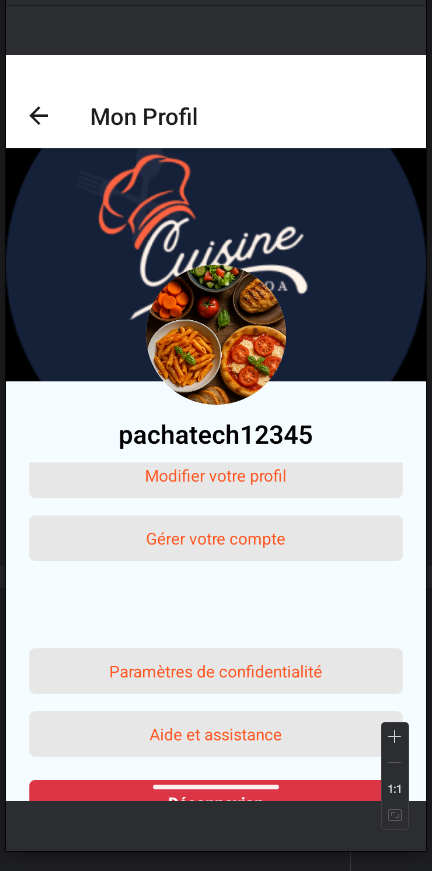 Mon Profil
Cuisine
OA
pachatech12345
Modifier votre profil
Gérer votre compte
Paramètres de confidentialité
Aide et assistance
Déconnexion
1:1